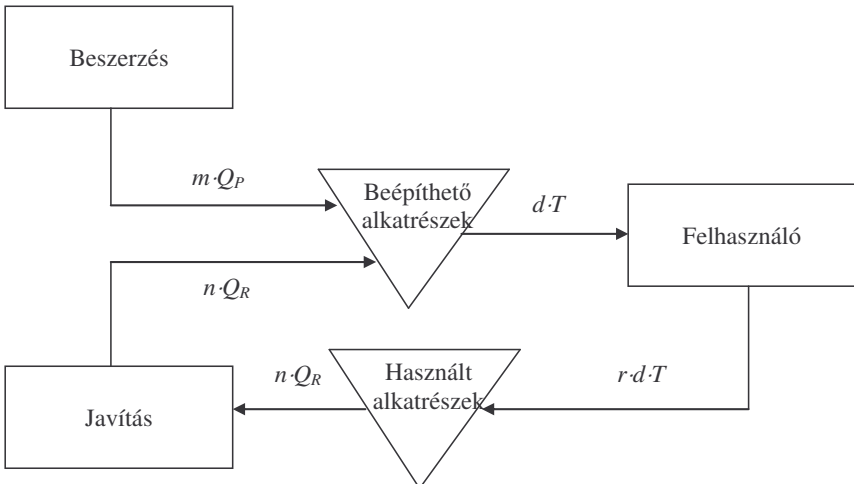 Beszerzés
m·Q_P
Beépíthető
alkatrészek
d·T
Felhasználó
n·Q_R
Használt
alkatrészek
n·Q_R
r·d·T
Javítás